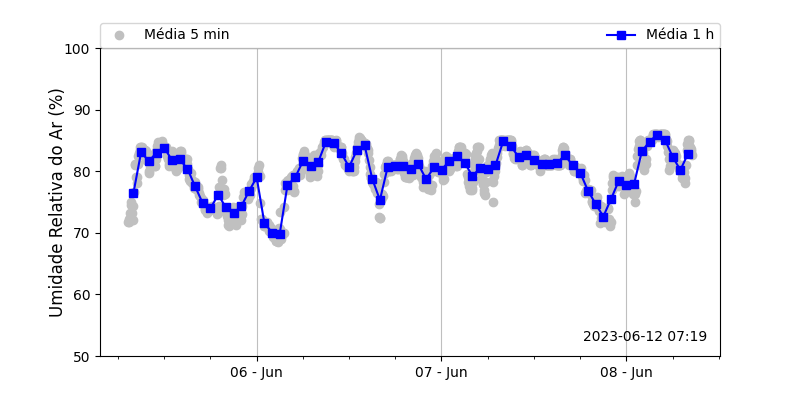 Média 5 min
Média 1 h
Umidade Relativa do Ar (%)
100
90
80
70
60
50
2023-06-12 07:19
06 - Jun
07 - Jun
08 - Jun